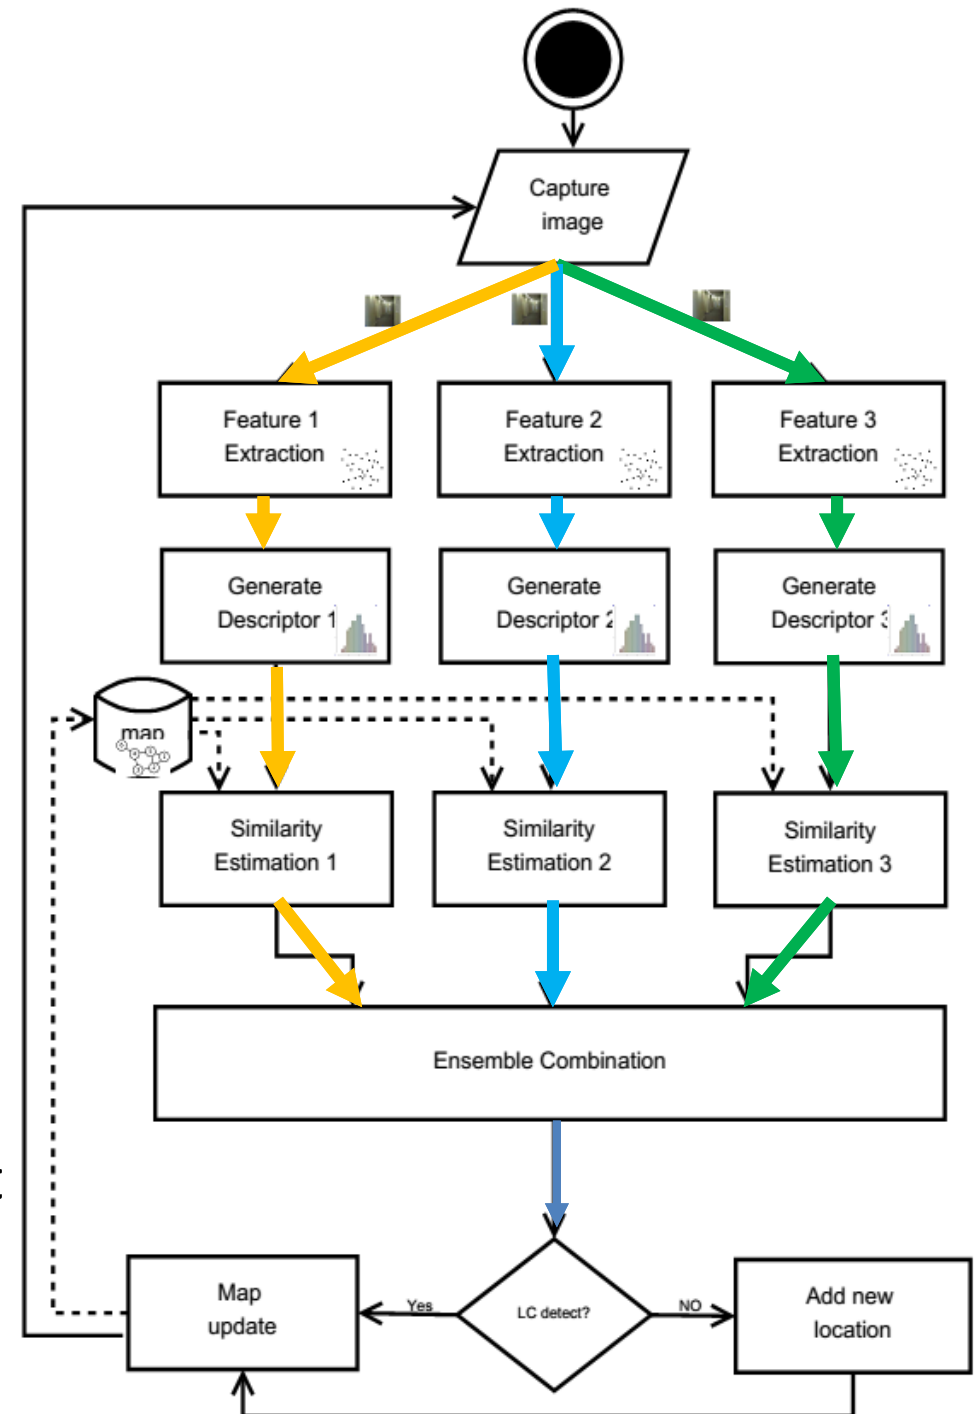 Capture
image
Feature 1
Extraction
Feature 2
Extraction
Feature 3
Extraction
Generate
Descriptor 1
Generate
Descriptor 2
Generate
Descriptor 3
map
Similarity
Estimation 1
Similarity
Estimation 2
Similarity
Estimation 3
Ensemble Combination
Map
update
Yes
LC detect?
NO
Add new
location